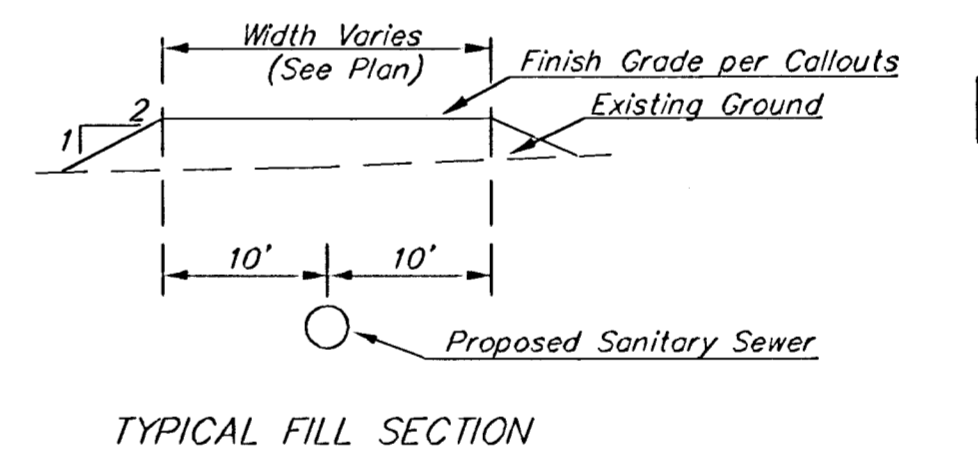 Width Varies
(See Plan)
Finish Grade per Callouts
Existing Ground
2
1
10'
10'
Proposed Sanitary Sewer
TYPICAL FILL SECTION